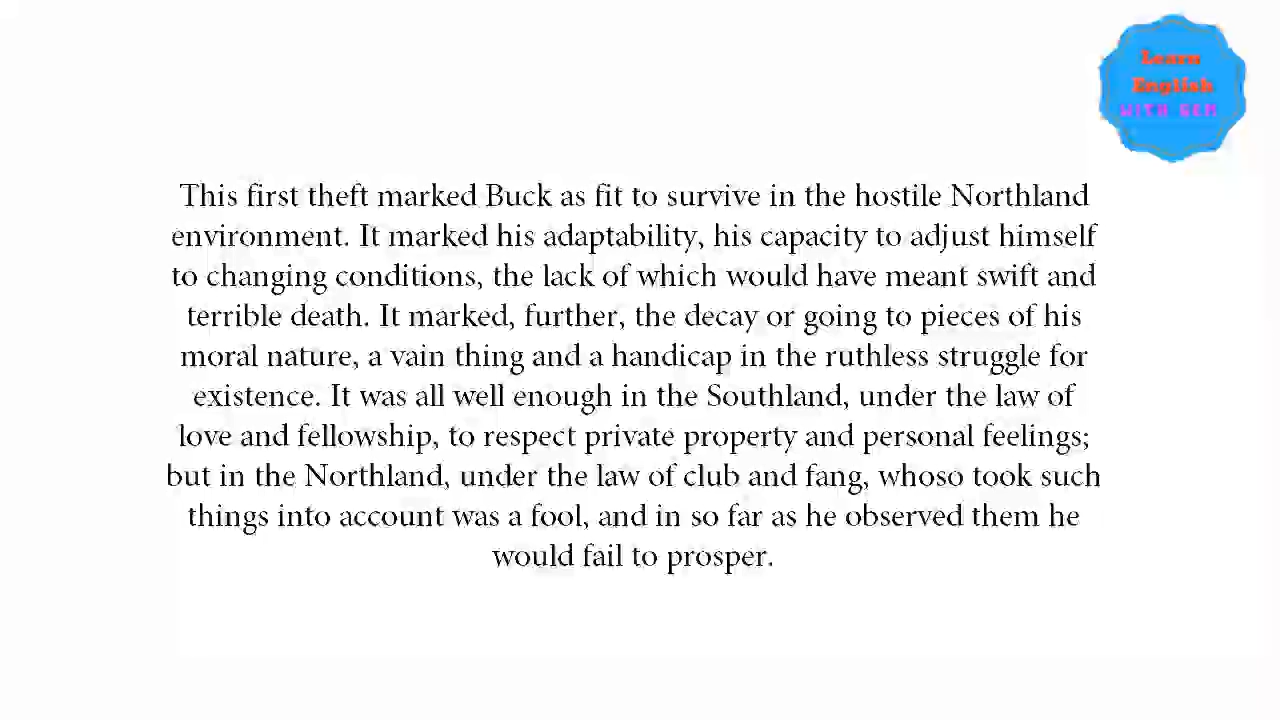 Learn
English
WITH GEM
This first theft marked Buck as fit to survive in the hostile Northland
environment. It marked his adaptability, his capacity to adjust himself
to changing conditions, the lack of which would have meant swift and
terrible death. It marked, further, the decay or going to pieces of his
moral nature, a vain thing and a handicap in the ruthless struggle for
existence. It was all well enough in the Southland, under the law of
love and fellowship, to respect private property and personal feelings;
but in the Northland, under the law of club and fang, whoso took such
things into account was a fool, and in so far as he observed them he
would fail to prosper.